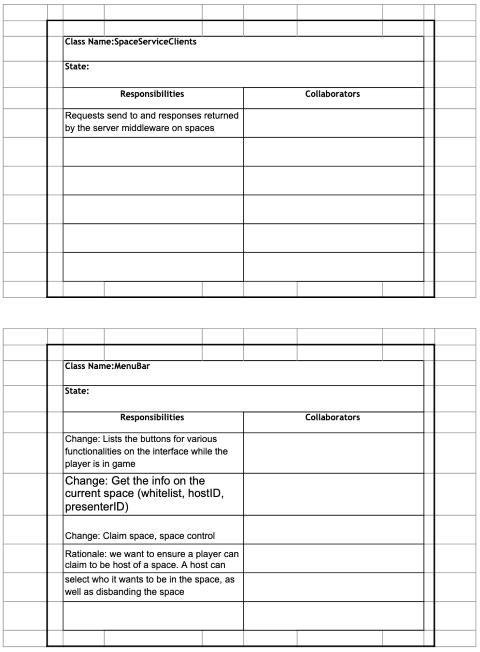 Class Name:SpaceServiceClients
State:
Responsibilities Collaborators
Requests send to and responses returned
by the server middleware on spaces
Class Name:MenuBar
State:
Responsibilities Collaborators
Change: Lists the buttons for various
functionalities on the interface while the
player is in game
Change: Get the info on the
current space (whitelist, hostID,
presenterID)
Change: Claim space, space control
Rationale: we want to ensure a player can
claim to be host of a space. A host can
select who it wants to be in the space, as
well as disbanding the space